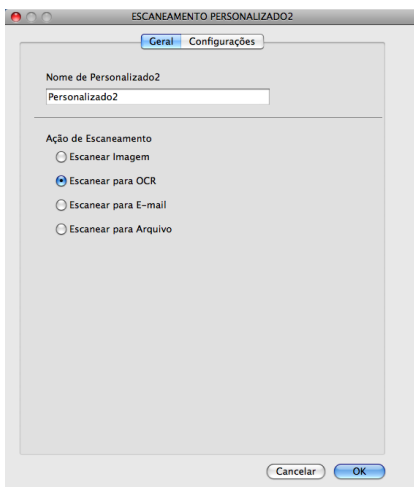 ESCANEAMENTO PERSONALIZADO2
Geral Configurações
Nome de Personalizado2
Personalizado2
Ação de Escaneamento
Escanear Imagem
Escanear para OCR
Escanear para E-mail
Escanear para Arquivo
Cancelar OK